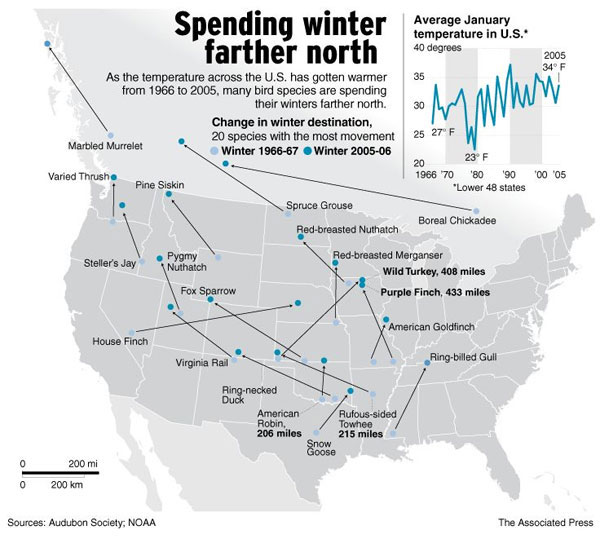 Spending winter
farther north
As the temperature across the U.S. has gotten warmer
from 1966 to 2005, many bird species are spending
their winters farther north.
Change in winter destination,
20 species with the most movement
Winter 1966-67 Winter 2005-06
Average January
temperature in U.S.*
40 degrees
35
30
25
20
2005
34° F
27° F
23° F
1966 '70 '80 '90 '00 '05
*Lower 48 states
Marbled Murrelet
Varied Thrush
Pine Siskin
Spruce Grouse
Boreal Chickadee
Red-breasted Nuthatch
Steller's Jay
Pygmy
Nuthatch
Red-breasted Merganser
Wild Turkey, 408 miles
Purple Finch, 433 miles
Fox Sparrow
American Goldfinch
House Finch
Virginia Rail
Ring-billed Gull
Ring-necked
Duck
American
Robin,
206 miles
Rufous-sided
Towhee
215 miles
Snow
Goose
0 200 mi
0 200 km
Sources: Audubon Society; NOAA
The Associated Press